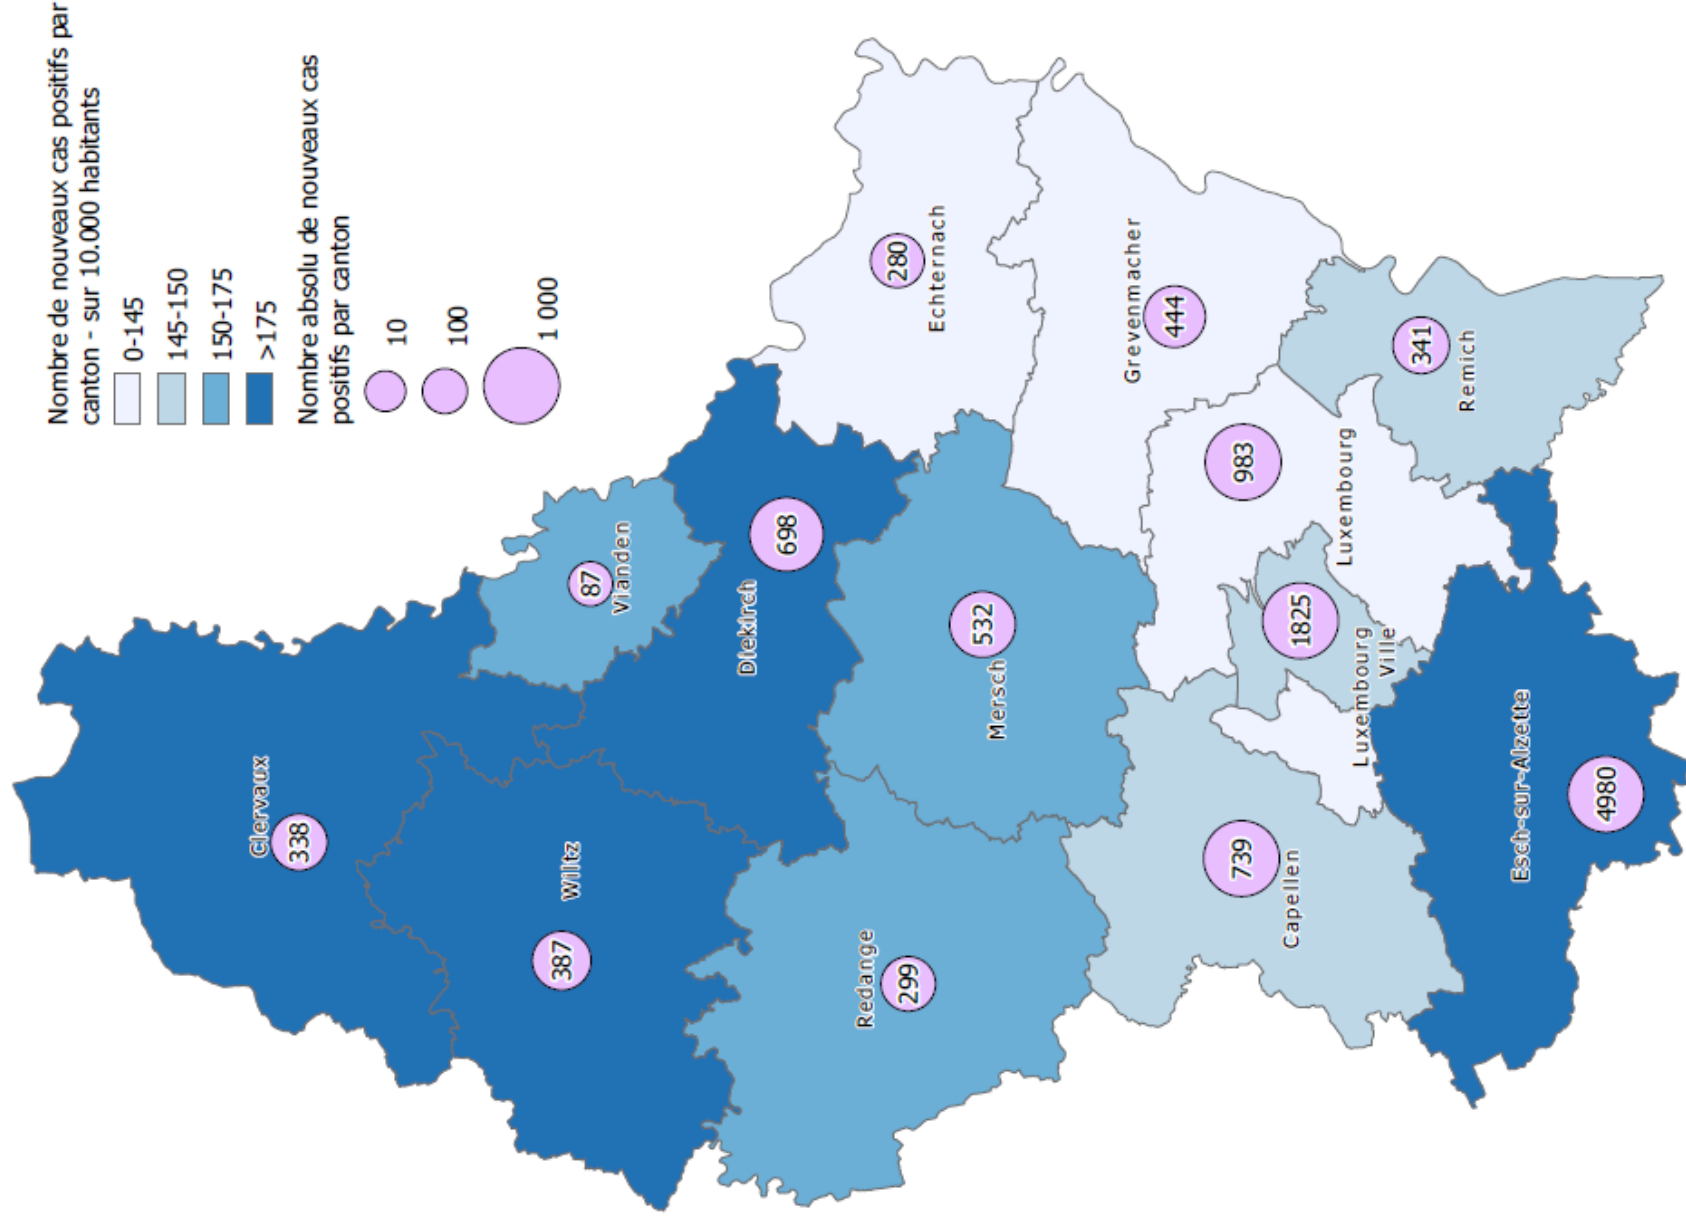 Nombre de nouveaux cas positifs par
canton - sur 10.000 habitants
0-145
145-150
150-175
>175
Nombre absolu de nouveaux cas
positifs par canton
10
100
1 000
Clervaux
338
Wiltz
387
Vianden
87
Diekirch
698
Redange
299
Mersch
532
Echternach
280
Grevenmacher
444
Capellen
739
Luxembourg
983
Luxembourg
Ville
1825
Remich
341
Esch-sur-Alzette
4980